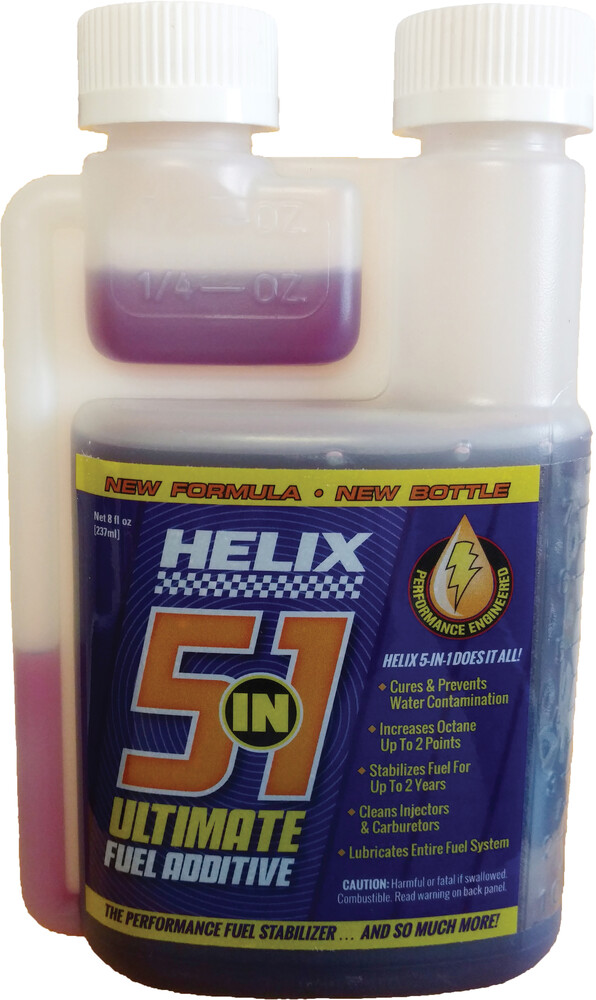 1/2 — OZ.
1/4 — OZ.
NEW FORMULA • NEW BOTTLE
Net 8 fl oz
[237ml]
HELIX
5 IN 1
ULTIMATE
FUEL ADDITIVE
PERFORMANCE ENGINEERED
HELIX 5-IN-1 DOES IT ALL!
Cures & Prevents
Water Contamination
Increases Octane
Up To 2 Points
Stabilizes Fuel For
Up To 2 Years
Cleans Injectors
& Carburetors
Lubricates Entire Fuel System
CAUTION: Harmful or fatal if swallowed.
Combustible. Read warning on back panel.
THE PERFORMANCE FUEL STABILIZER ... AND SO MUCH MORE!